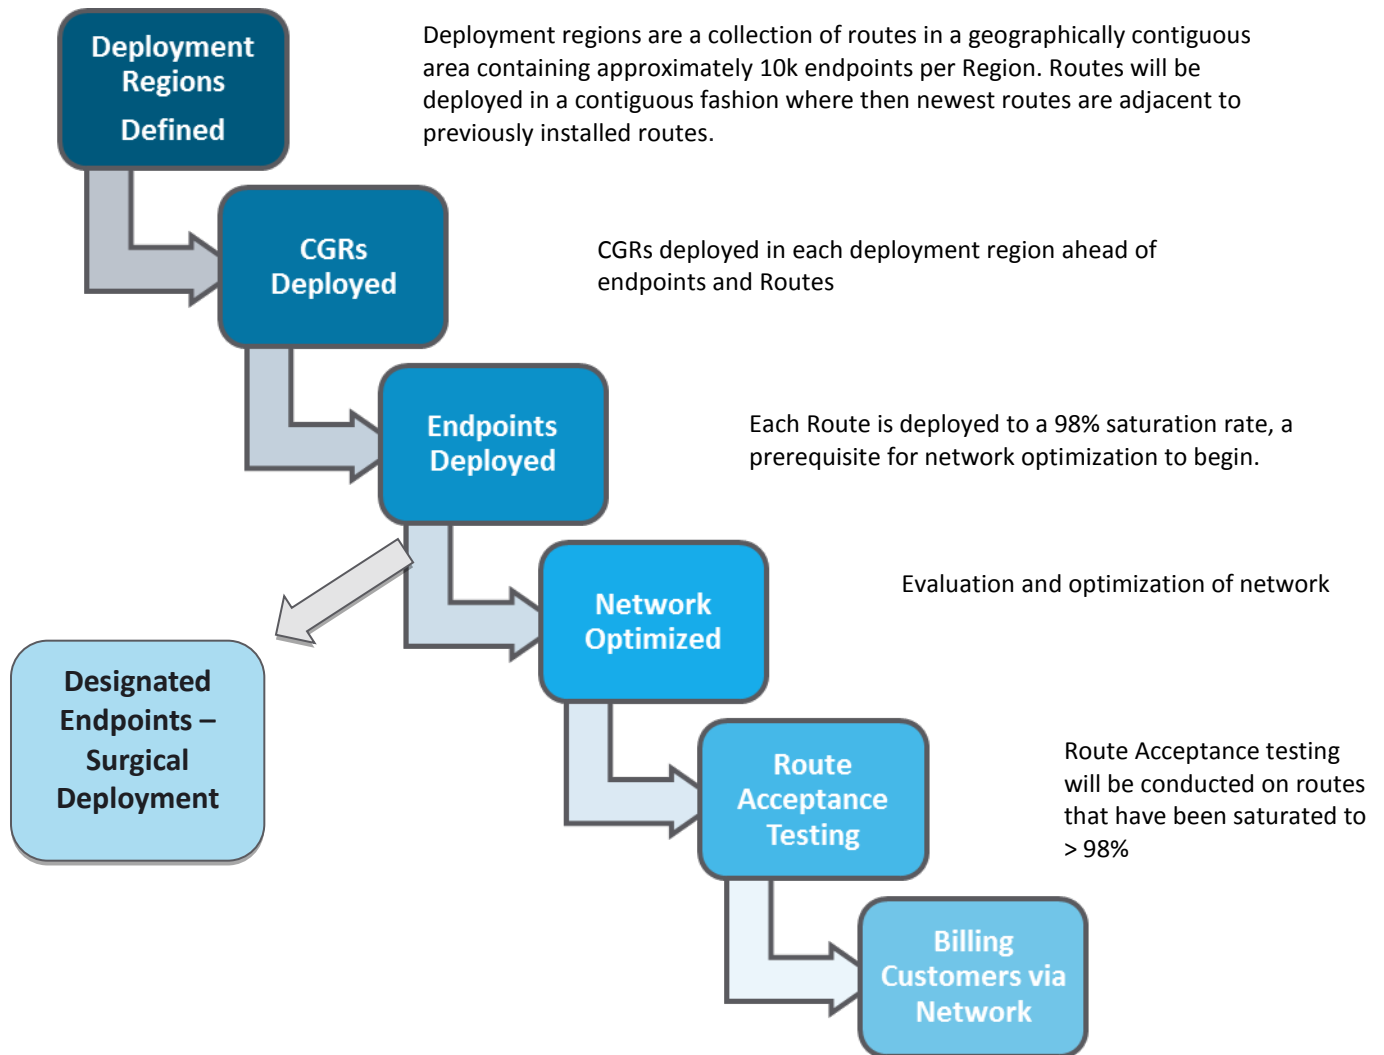 Deployment
Regions
Defined
Deployment regions are a collection of routes in a geographically contiguous
area containing approximately 10k endpoints per Region. Routes will be
deployed in a contiguous fashion where then newest routes are adjacent to
previously installed routes.
CGRs
Deployed
CGRs deployed in each deployment region ahead of
endpoints and Routes
Endpoints
Deployed
Each Route is deployed to a 98% saturation rate, a
prerequisite for network optimization to begin.
Network
Optimized
Evaluation and optimization of network
Designated
Endpoints –
Surgical
Deployment
Route
Acceptance
Testing
Route Acceptance testing
will be conducted on routes
that have been saturated to
> 98%
Billing
Customers via
Network